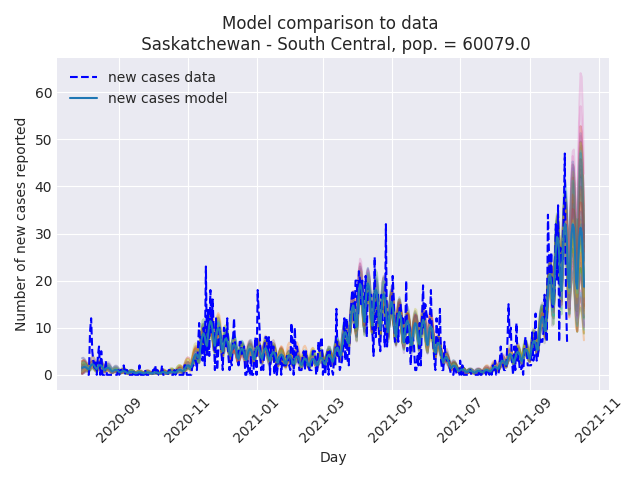 Model comparison to data
Saskatchewan - South Central, pop. = 60079.0
new cases data
new cases model
Number of new cases reported
60
50
40
30
20
10
0
2020-09
2020-11
2021-01
2021-03
2021-05
2021-07
2021-09
2021-11
Day